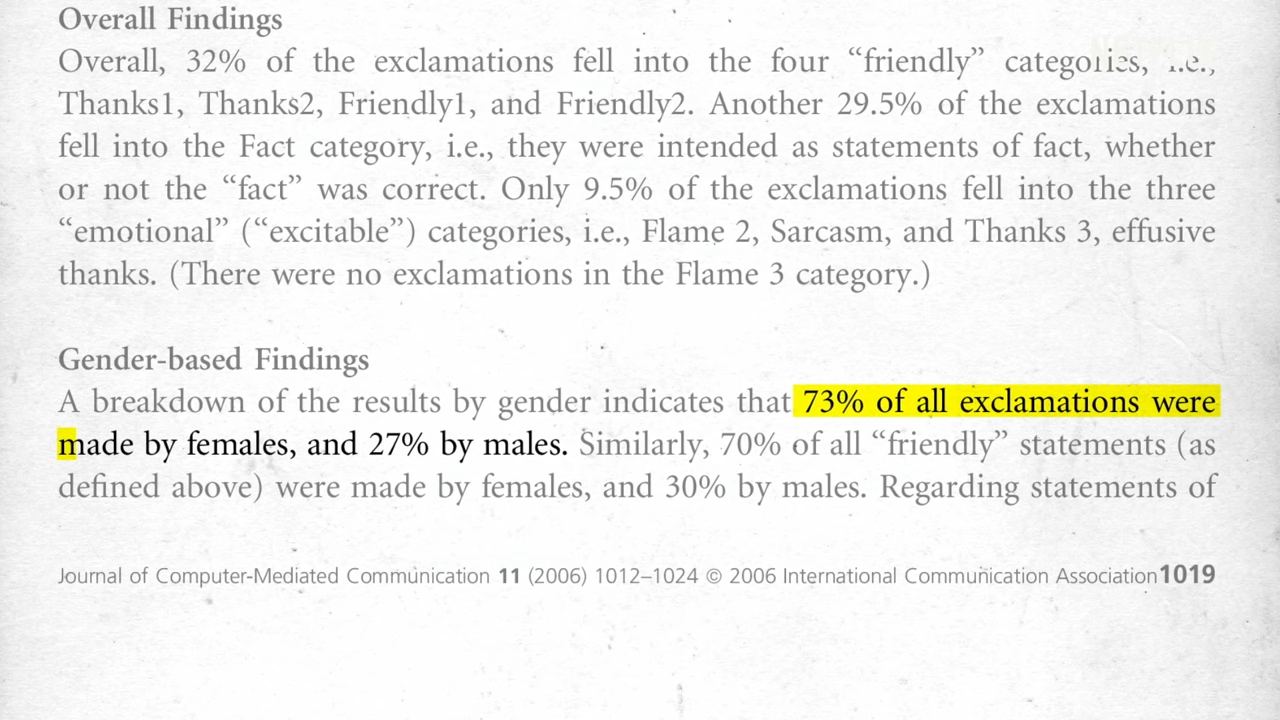 Overall Findings
Overall, 32% of the exclamations fell into the four “friendly” categories, i.e.,
Thanks1, Thanks2, Friendly1, and Friendly2. Another 29.5% of the exclamations
fell into the Fact category, i.e., they were intended as statements of fact, whether
or not the “fact” was correct. Only 9.5% of the exclamations fell into the three
“emotional” (“excitable”) categories, i.e., Flame 2, Sarcasm, and Thanks 3, effusive
thanks. (There were no exclamations in the Flame 3 category.)
Gender-based Findings
A breakdown of the results by gender indicates that 73% of all exclamations were
made by females, and 27% by males. Similarly, 70% of all “friendly” statements (as
defined above) were made by females, and 30% by males. Regarding statements of
Journal of Computer-Mediated Communication 11 (2006) 1012–1024 © 2006 International Communication Association 1019